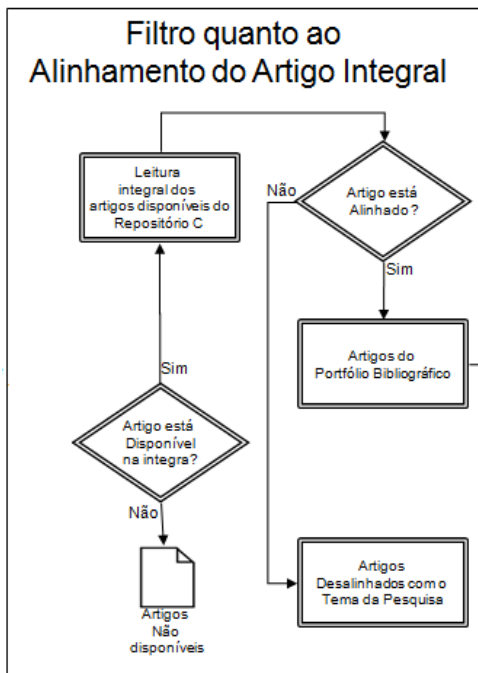 Filtro quanto ao
Alinhamento do Artigo Integral
Leitura
integral dos
artigos disponíveis do
Repositório C
Não
Artigo está
Alinhado ?
Sim
Artigos do
Portfólio Bibliográfico
Sim
Artigo está
Disponível
na integra?
Não
Artigos
Não
disponíveis
Artigos
Desalinhados com o
Tema da Pesquisa